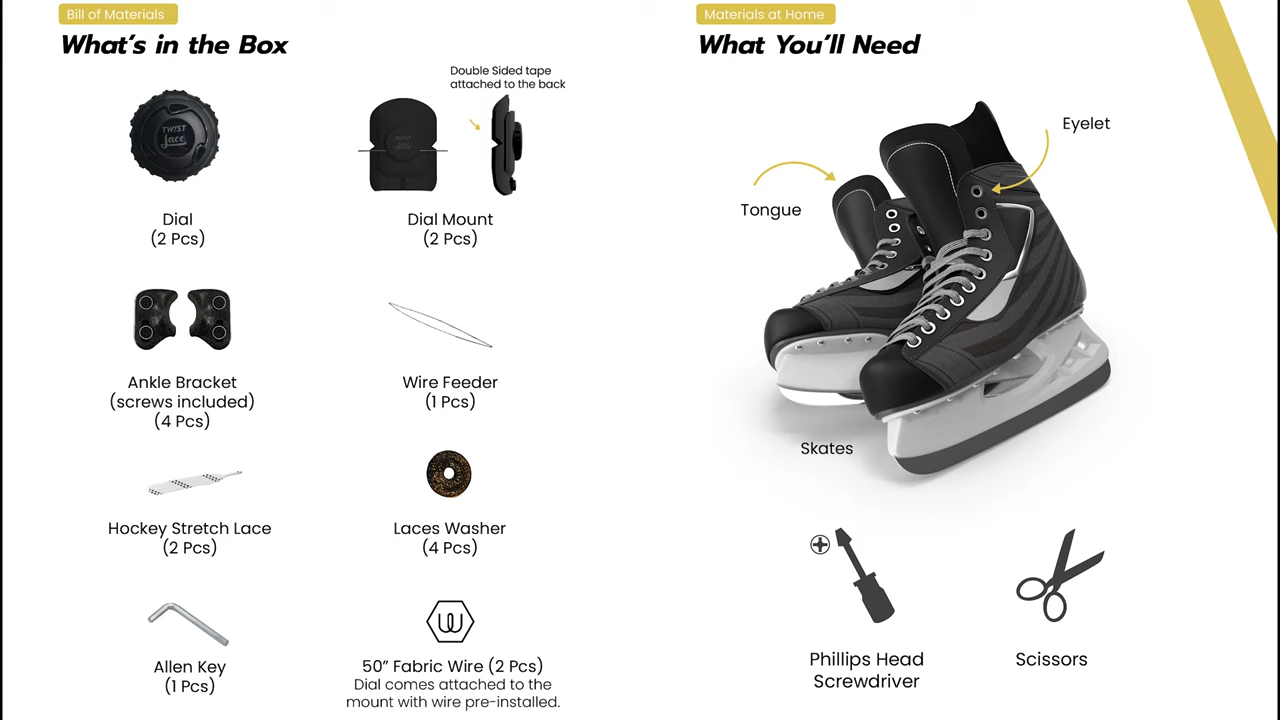 Bill of Materials
What's in the Box
Double Sided tape
attached to the back
TWIST
Lace
TWIST
Lace
Dial
(2 Pcs)
Dial Mount
(2 Pcs)
Ankle Bracket
(screws included)
(4 Pcs)
Wire Feeder
(1 Pcs)
Hockey Stretch Lace
(2 Pcs)
Laces Washer
(4 Pcs)
Allen Key
(1 Pcs)
50” Fabric Wire (2 Pcs)
Dial comes attached to the
mount with wire pre-installed.
Materials at Home
What You'll Need
Eyelet
Tongue
Skates
Phillips Head
Screwdriver
Scissors